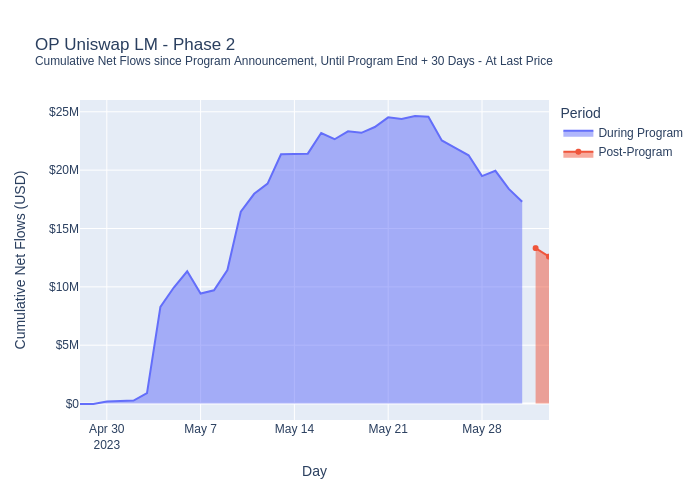 OP Uniswap LM - Phase 2
Cumulative Net Flows since Program Announcement, Until Program End + 30 Days - At Last Price
Period
During Program
Post-Program
Cumulative Net Flows (USD)
$25M
$20M
$15M
$10M
$5M
$0
Apr 30
2023
May 7
May 14
May 21
May 28
Day